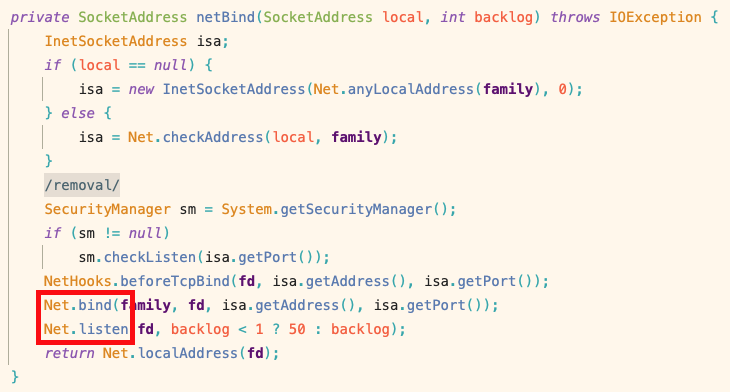 private SocketAddress netBind(SocketAddress local, int backlog) throws IOException {
InetSocketAddress isa;
if (local == null) {
isa = new InetSocketAddress(Net.anyLocalAddress(family), 0);
} else {
isa = Net.checkAddress(local, family);
}
/removal/
SecurityManager sm = System.getSecurityManager();
if (sm != null)
sm.checkListen(isa.getPort());
NetHooks.beforeTcpBind(fd, isa.getAddress(), isa.getPort());
Net.bind(family, fd, isa.getAddress(), isa.getPort());
Net.listen(fd, backlog < 1 ? 50 : backlog);
return Net.localAddress(fd);
}